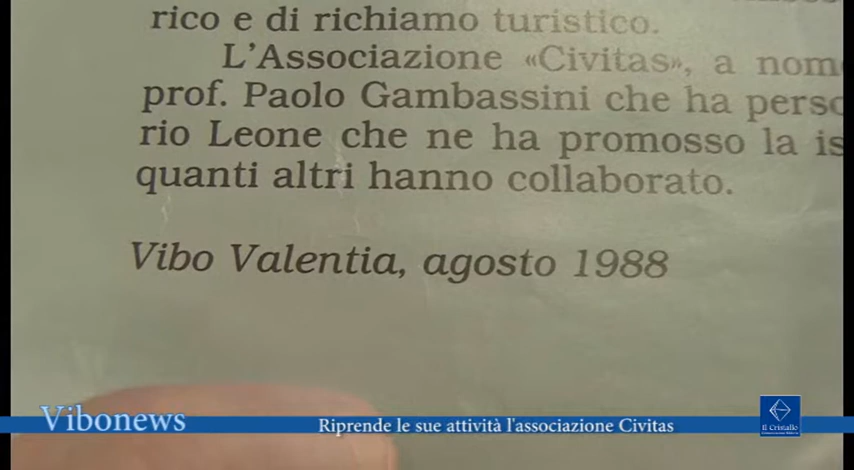 rico e di richiamo turistico.
L'Associazione «Civitas», a nom
prof. Paolo Gambassini che ha perso
rio Leone che ne ha promosso la is
quanti altri hanno collaborato.
Vibo Valentia, agosto 1988
Vibonews
Riprende le sue attività l'associazione Civitas
Il Cristallo